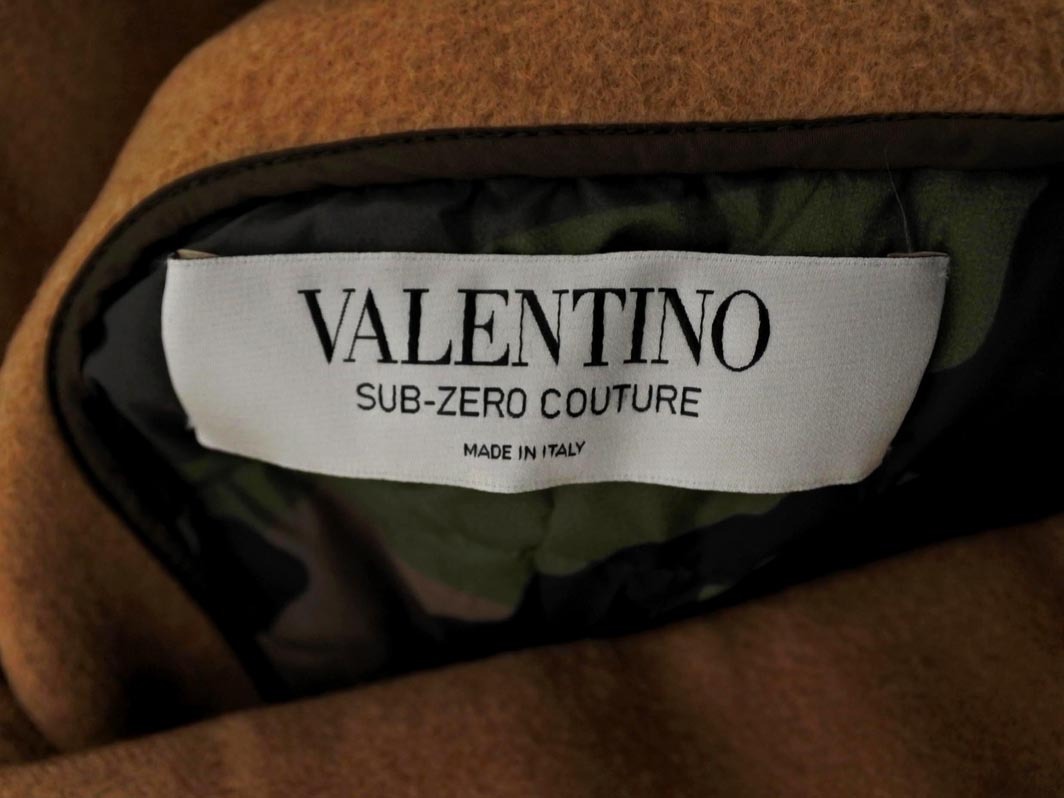 VALENTINO
SUB-ZERO COUTURE
MADE IN ITALY